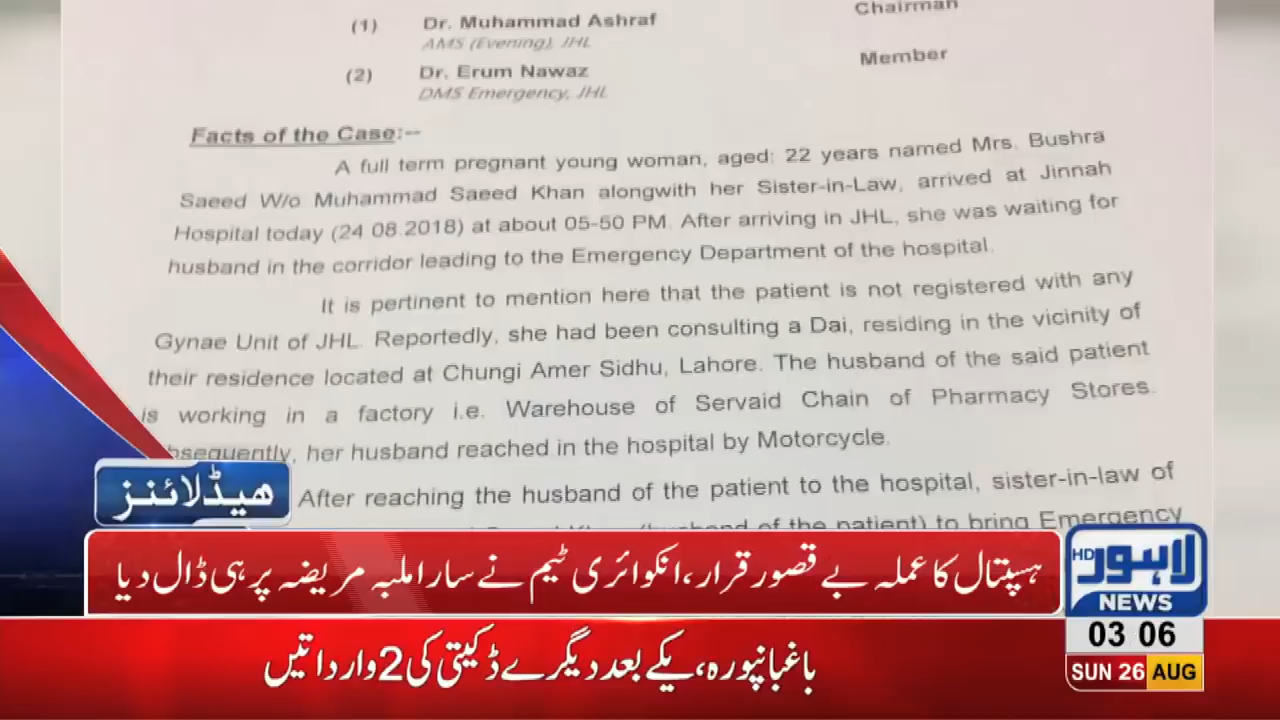 (1) Dr. Muhammad Ashraf Chairman
AMS (Evening), JHL
(2) Dr. Erum Nawaz Member
DMS Emergency, JHL
Facts of the Case:--
A full term pregnant young woman, aged: 22 years named Mrs. Bushra
Saeed W/o Muhammad Saeed Khan alongwith her Sister-in-Law, arrived at Jinnah
Hospital today (24.08.2018) at about 05-50 PM. After arriving in JHL, she was waiting for
husband in the corridor leading to the Emergency Department of the hospital.
It is pertinent to mention here that the patient is not registered with any
Gynae Unit of JHL. Reportedly, she had been consulting a Dai, residing in the vicinity of
their residence located at Chungi Amer Sidhu, Lahore. The husband of the said patient
is working in a factory i.e. Warehouse of Servaid Chain of Pharmacy Stores.
bsequently, her husband reached in the hospital by Motorcycle.
After reaching the husband of the patient to the hospital, sister-in-law of
(husband of the patient) to bring Emergency
ھیڈلائنز
ہسپتال کا عملہ بے قصور قرار، انکوائری ٹیم نے سارا ملبہ مریضہ پر ہی ڈال دیا
لاہور HD
NEWS
03 06
SUN 26 AUG
باغبانپورہ، یکے بعد دیگرے ڈکیتی کی 2 وارداتیں